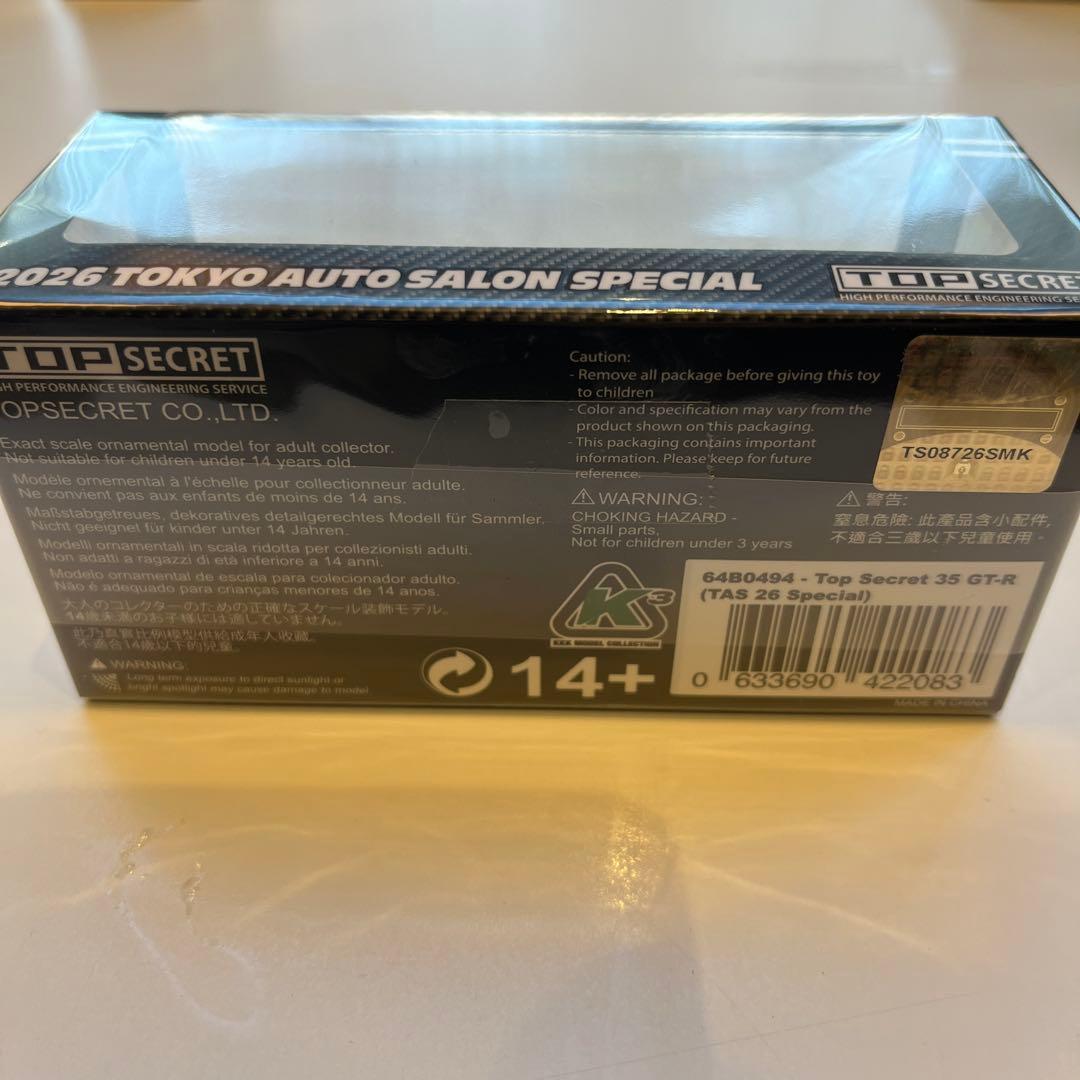 2026 TOKYO AUTO SALON SPECIAL
TOP SECRET
HIGH PERFORMANCE ENGINEERING SE
TOP SECRET
GH PERFORMANCE ENGINEERING SERVICE
OPSECRET CO.,LTD.
Exact scale ornamental model for adult collector.
Not suitable for children under 14 years old.
Modèle ornemental à l'échelle pour collectionneur adulte.
Ne convient pas aux enfants de moins de 14 ans.
Maßstabgetreues, dekoratives detailgerechtes Modell für Sammler.
Nicht geeignet für kinder unter 14 Jahren.
Modelli ornamentali in scala ridotta per collezionisti adulti.
Non adatti a ragazzi di età inferiore a 14 anni.
Modelo ornamental de escala para colecionador adulto.
Não é adequado para crianças menores de 14 anos.
大人のコレクターのための正確なスケール装飾モデル。
14歳未満のお子様には適していません。
此乃真實比例模型供給成年人收藏。
不適合14歲以下的兒童。
WARNING:
Long term exposure to direct sunlight or
bright spotlight may cause damage to model
Caution:
- Remove all package before giving this toy
to children
- Color and specification may vary from the
product shown on this packaging.
- This packaging contains important
information. Please keep for future
reference.
WARNING:
CHOKING HAZARD -
Small parts,
Not for children under 3 years
K3
KKK MODEL COLLECTION
14+
TS08726SMK
警告:
窒息危險: 此產品含小配件,
不適合三歲以下兒童使用。
64B0494 - Top Secret 35 GT-R
(TAS 26 Special)
0 633690 422083
MADE IN CHINA